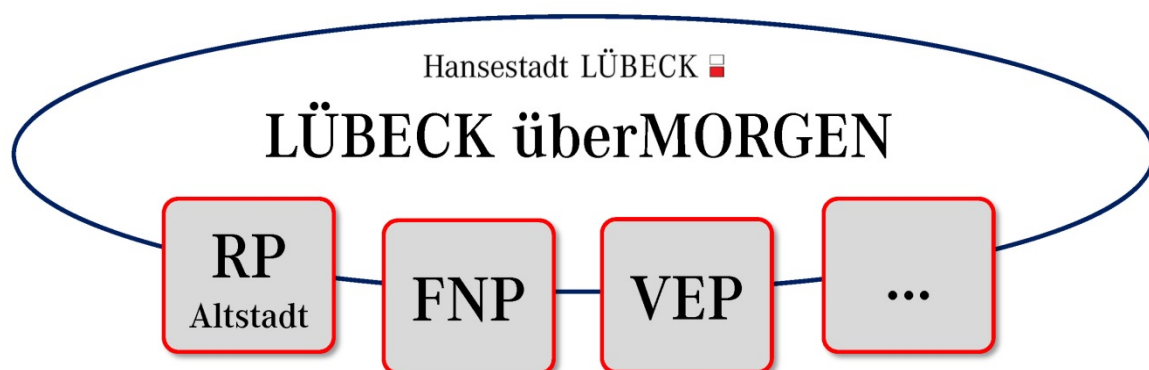 Hansestadt LÜBECK
LÜBECK überMORGEN
RP
Altstadt
FNP
VEP
...